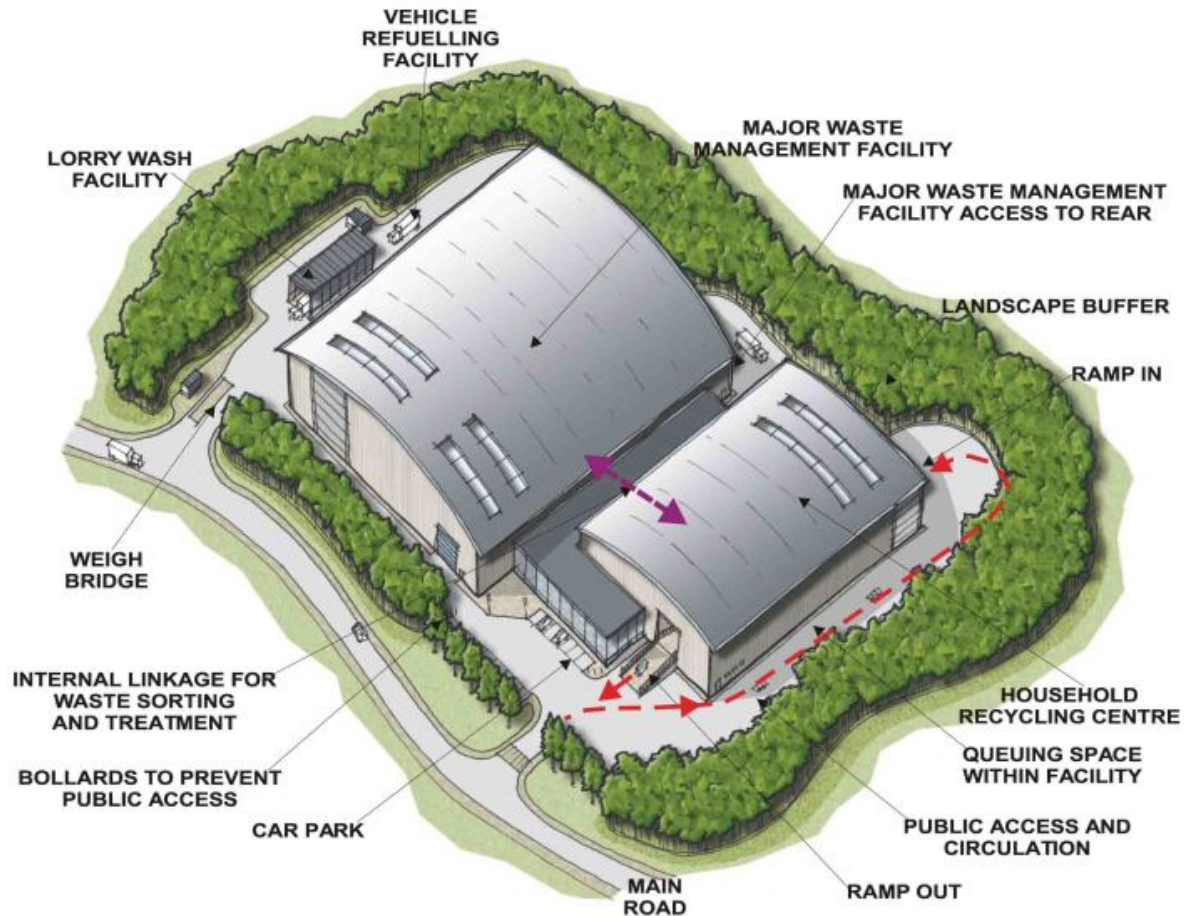 VEHICLE
REFUELLING
FACILITY
LORRY WASH
FACILITY
MAJOR WASTE
MANAGEMENT FACILITY
MAJOR WASTE MANAGEMENT
FACILITY ACCESS TO REAR
LANDSCAPE BUFFER
RAMP IN
WEIGH
BRIDGE
INTERNAL LINKAGE FOR
WASTE SORTING
AND TREATMENT
BOLLARDS TO PREVENT
PUBLIC ACCESS
CAR PARK
MAIN
ROAD
HOUSEHOLD
RECYCLING CENTRE
QUEUING SPACE
WITHIN FACILITY
PUBLIC ACCESS AND
CIRCULATION
RAMP OUT